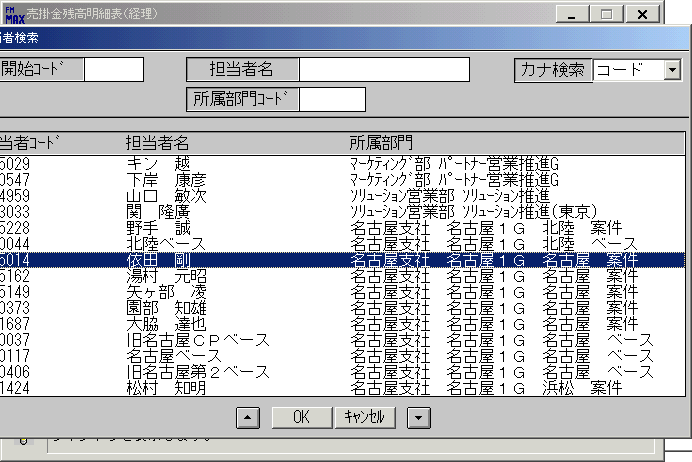 FM MAX 売掛金残高明細表(経理)
当者検索
開始ｺｰﾄﾞ 担当者名 カナ検索 コード
所属部門ｺｰﾄﾞ
当者ｺｰﾄﾞ 担当者名 所属部門
5029 キン 越 ﾏｰｹﾃｨﾝｸﾞ部 ﾊﾟｰﾄﾅｰ営業推進G
0547 下岸 康彦 ﾏｰｹﾃｨﾝｸﾞ部 ﾊﾟｰﾄﾅｰ営業推進G
4959 山口 敏次 ｿﾘｭｰｼｮﾝ営業部 ｿﾘｭｰｼｮﾝ推進
3033 関 隆廣 ｿﾘｭｰｼｮﾝ営業部 ｿﾘｭｰｼｮﾝ推進(東京)
5228 野手 誠 名古屋支社 名古屋１Ｇ 北陸 案件
0044 北陸ベース 名古屋支社 名古屋１Ｇ 北陸 ベース
5014 依田 剛 名古屋支社 名古屋１Ｇ 名古屋 案件
5162 湯村 元昭 名古屋支社 名古屋１Ｇ 名古屋 案件
5149 矢ヶ部 凌 名古屋支社 名古屋１Ｇ 名古屋 案件
0373 園部 知雄 名古屋支社 名古屋１Ｇ 名古屋 案件
1687 大脇 達也 名古屋支社 名古屋１Ｇ 名古屋 案件
0037 旧名古屋ＣＰベース 名古屋支社 名古屋１Ｇ 名古屋 ベース
0117 名古屋ベース 名古屋支社 名古屋１Ｇ 名古屋 ベース
0406 旧名古屋第２ベース 名古屋支社 名古屋１Ｇ 名古屋 ベース
1424 松村 知明 名古屋支社 名古屋１Ｇ 浜松 案件
OK ｷｬﾝｾﾙ